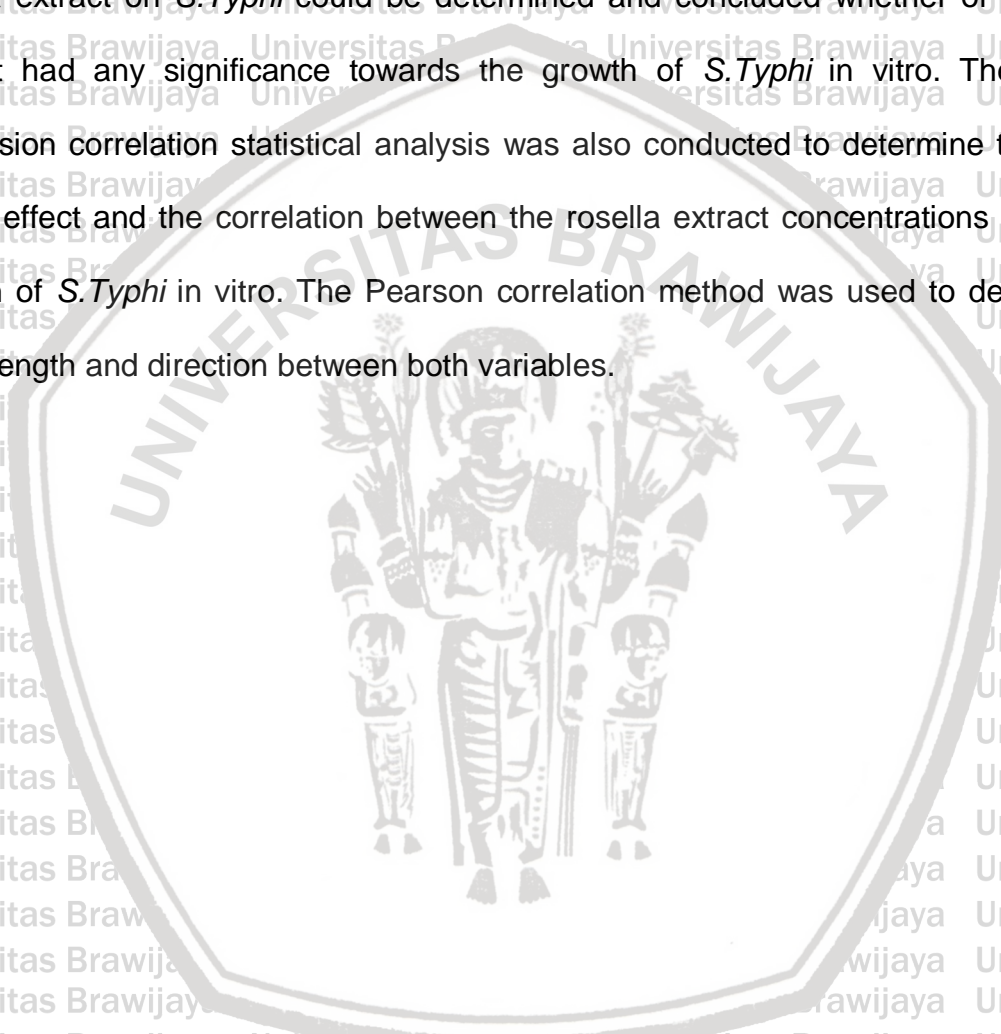 extract on S.Typhi could be determined and concluded whether or
t had any significance towards the growth of S.Typhi in vitro. The
sion correlation statistical analysis was also conducted to determine t
effect and the correlation between the rosella extract concentrations
of S.Typhi in vitro. The Pearson correlation method was used to de
ength and direction between both variables.
UNIVERSITAS BRAWIJAYA